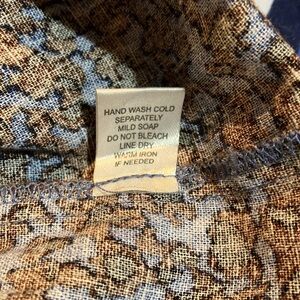 HAND WASH COLD
SEPARATELY
MILD SOAP
DO NOT BLEACH
LINE DRY
WARM IRON
IF NEEDED